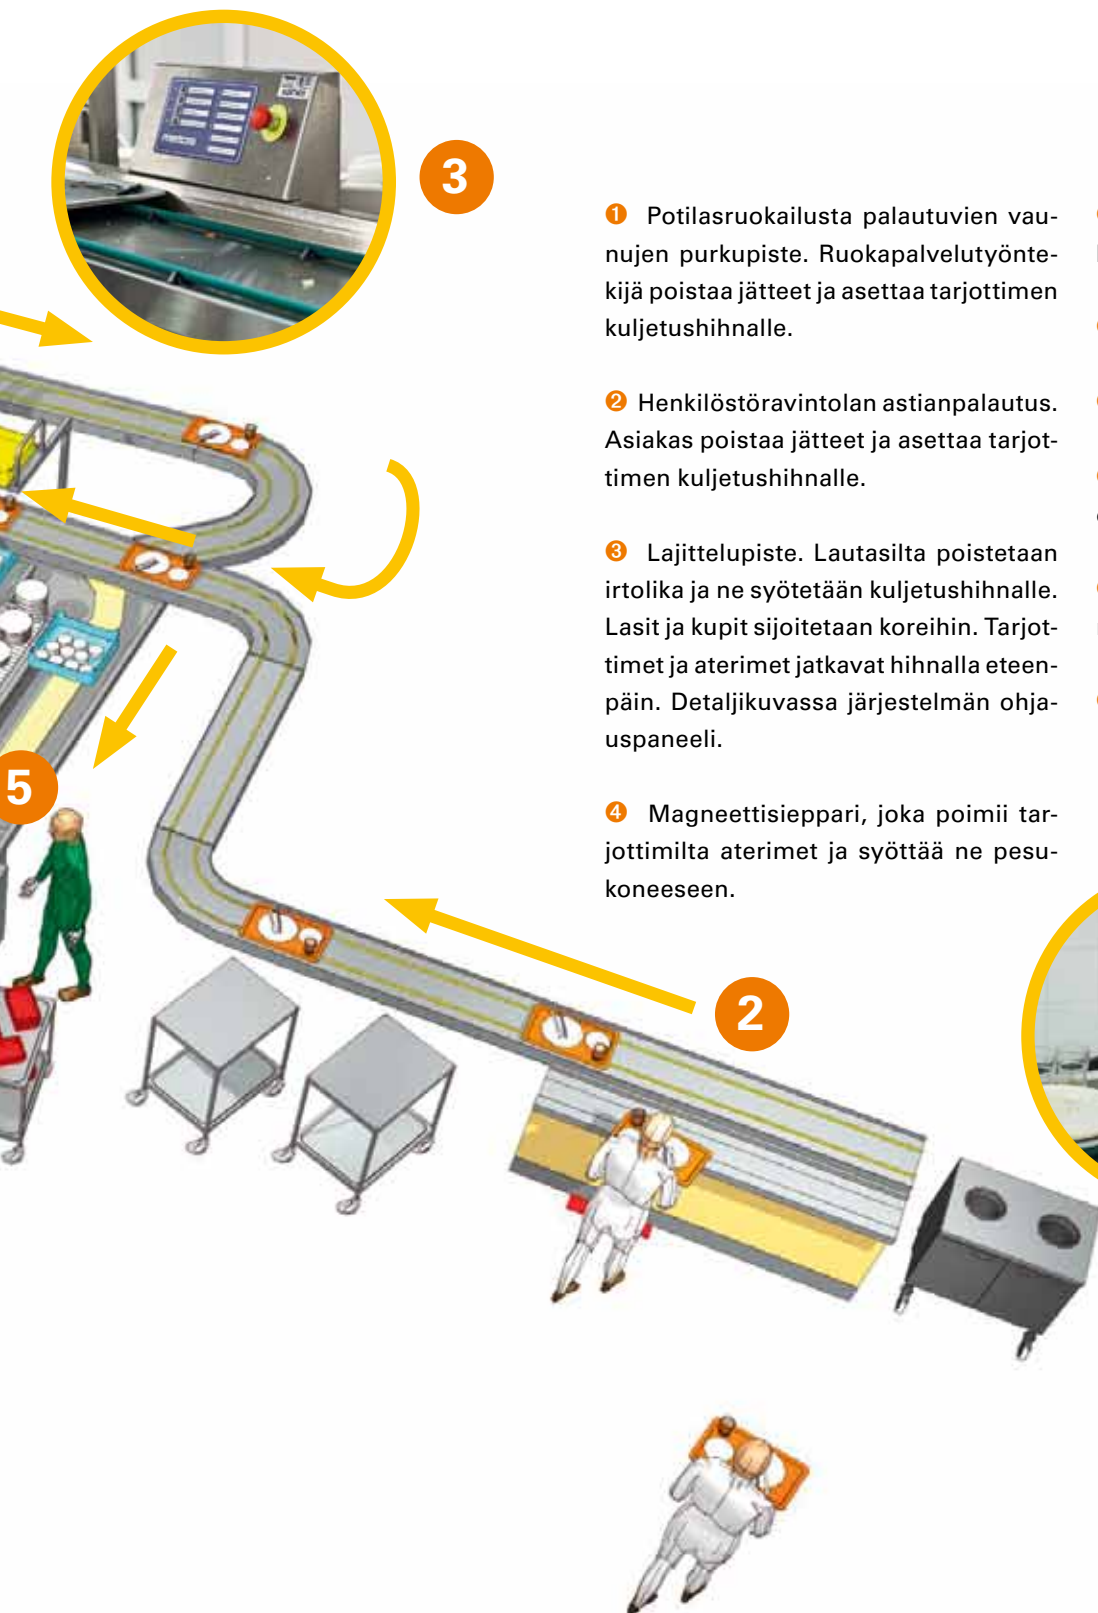 3
❶ Potilasruokailusta palautuvien vau-
nujen purkupiste. Ruokapalvelutyönte-
kijä poistaa jätteet ja asettaa tarjottimen
kuljetushihnalle.
❷ Henkilöstöravintolan astianpalautus.
Asiakas poistaa jätteet ja asettaa tarjot-
timen kuljetushihnalle.
❸ Lajittelupiste. Lautasilta poistetaan
irtolika ja ne syötetään kuljetushihnalle.
Lasit ja kupit sijoitetaan koreihin. Tarjot-
timet ja aterimet jatkavat hihnalla eteen-
päin. Detaljikuvassa järjestelmän ohja-
uspaneeli.
❹ Magneettisieppari, joka poimii tar-
jottimilta aterimet ja syöttää ne pesu-
koneeseen.
5
2
metos